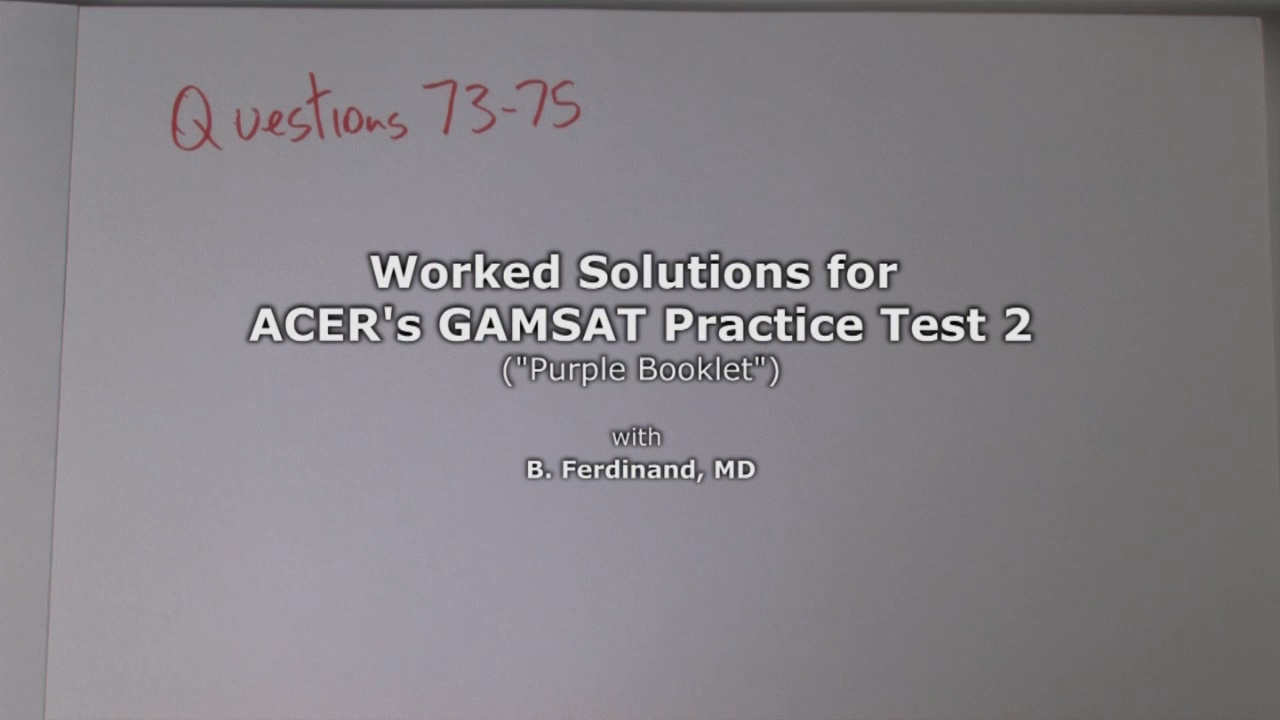 Questions 73-75
Worked Solutions for
ACER's GAMSAT Practice Test 2
("Purple Booklet")
with
B. Ferdinand, MD